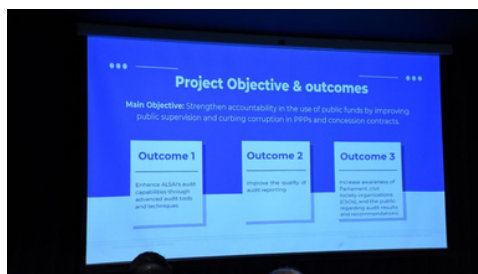 Project Objective & outcomes
Main Objective: Strengthen accountability in the use of public funds by improving
public supervision and curbing corruption in PPPs and concession contracts.
Outcome 1
Enhance ALSAI's audit
capabilities through
advanced audit tools
and techniques.
Outcome 2
Improve the quality of
audit reporting
Outcome 3
Increase awareness of
Parliament, civil
society organizations
(CSOs), and the public
regarding audit results
and recommendations